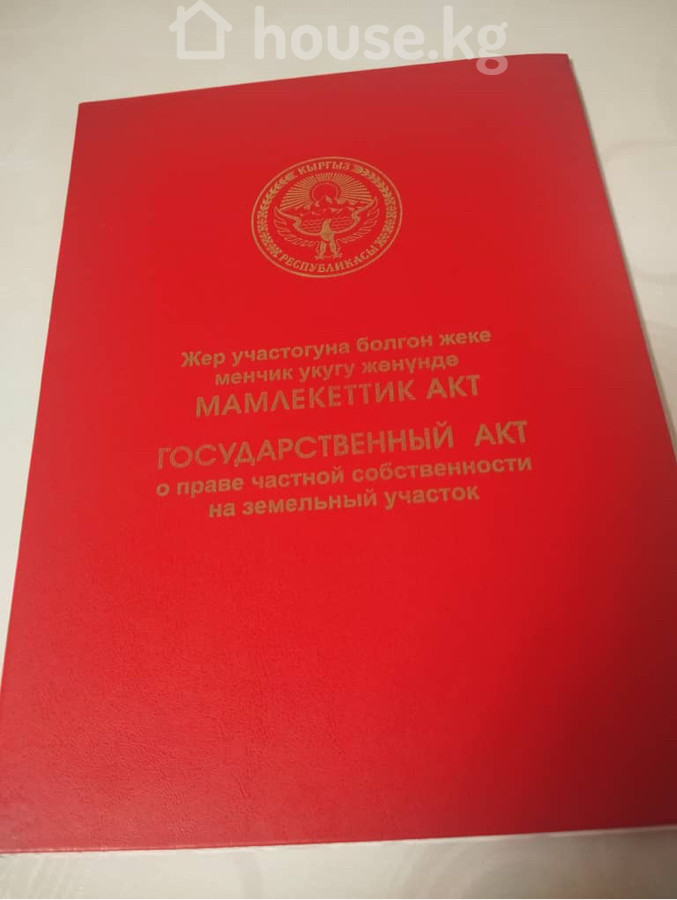 house.kg
КЫРГЫЗ
РЕСПУБЛИКАСЫ
Жер участогуна болгон жеке
менчик укугу жөнүндө
МАМЛЕКЕТТИК АКТ
ГОСУДАРСТВЕННЫЙ АКТ
о праве частной собственности
на земельный участок